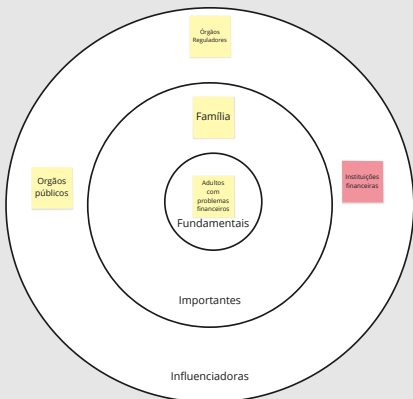 Órgãos
Reguladores
Família
Orgãos
públicos
Adultos
com
problemas
financeiros
Instituições
financeiras
Fundamentais
Importantes
Influenciadoras